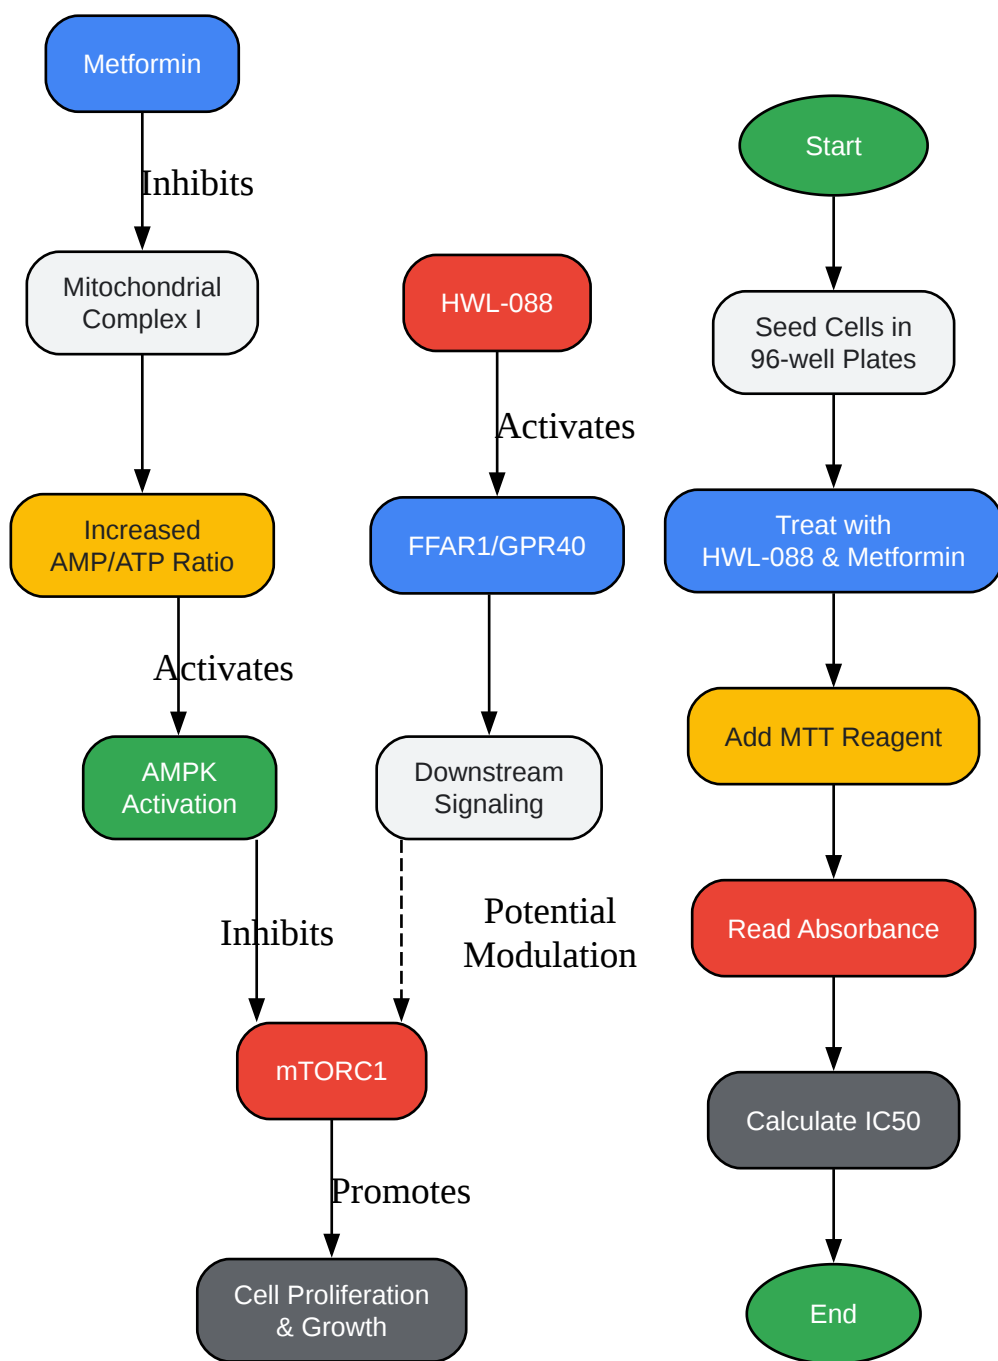 Metformin
Inhibits
Mitochondrial
Complex I
Increased
AMP/ATP Ratio
Activates
AMPK
Activation
Inhibits
HWL-088
Activates
FFAR1/GPR40
Downstream
Signaling
Potential
Modulation
mTORC1
Promotes
Cell Proliferation
& Growth
Start
Seed Cells in
96-well Plates
Treat with
HWL-088 & Metformin
Add MTT Reagent
Read Absorbance
Calculate IC50
End